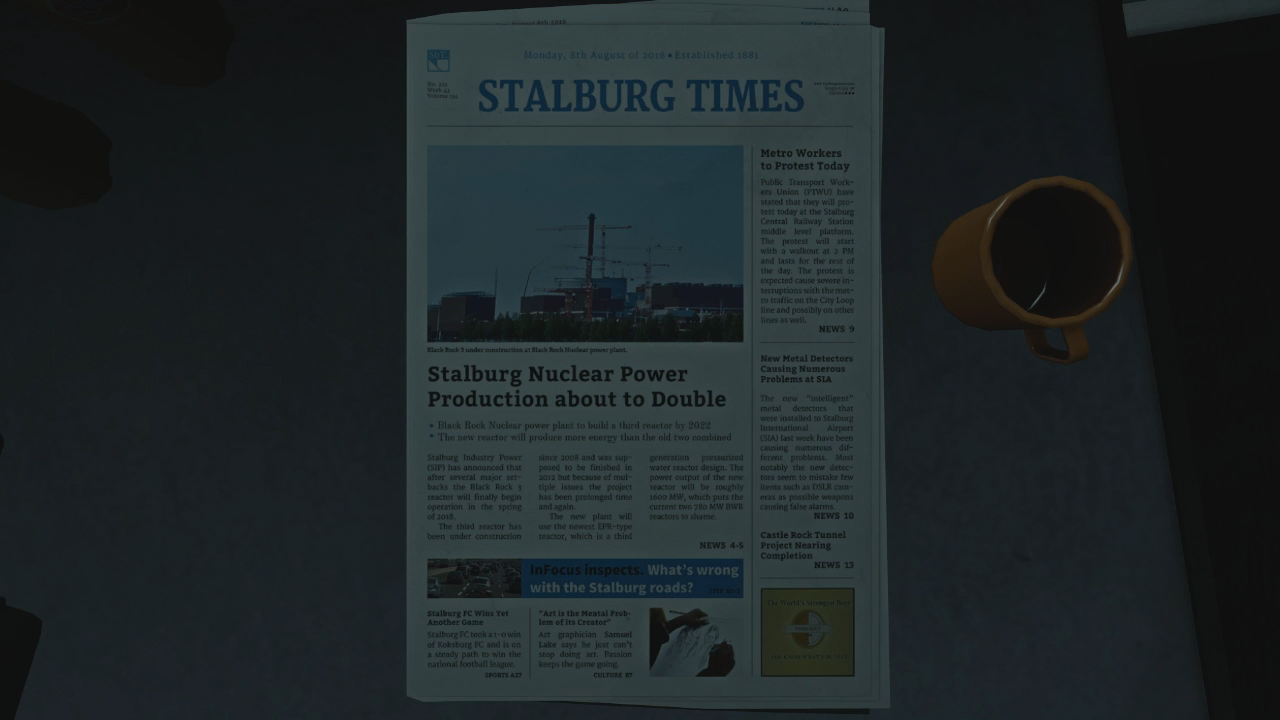 Monday, 8th August of 2016 • Established 1881
No. 221
STALBURG TIMES
Metro Workers
to Protest Today
Public Transport Work-
ers Union (PTWU) have
stated that they will pro-
test today at the Stalburg
Central Railway Station
middle level platform.
The protest will start
with a walkout at 2 PM
and lasts for the rest of
the day. The protest is
expected cause severe in-
terruptions with the met-
ro traffic on the City Loop
line and possibly on other
lines as well.
NEWS 9
Black Rock 3 under construction at Black Rock Nuclear power plant.
Stalburg Nuclear Power
Production about to Double
* Black Rock Nuclear power plant to build a third reactor by 2022
* The new reactor will produce more energy than the old two combined
Stalburg Industry Power
(SIP) has announced that
after several major set-
backs the Black Rock 3
reactor will finally begin
operation in the spring
of 2018.
The third reactor has
been under construction
since 2008 and was sup-
posed to be finished in
2012 but because of mul-
tiple issues the project
has been prolonged time
and again.
The new plant will
use the newest EPR-type
reactor, which is a third
generation pressurized
water reactor design. The
power output of the new
reactor will be roughly
1600 MW, which puts the
current two 780 MW BWR
reactors to shame.
NEWS 4-5
New Metal Detectors
Causing Numerous
Problems at SIA
The new "intelligent"
metal detectors that
were installed to Stalburg
International Airport
(SIA) last week have been
causing numerous dif-
ferent problems. Most
notably the new detec-
tors seem to mistake few
items such as DSLR cam-
eras as possible weapons
causing false alarms.
NEWS 10
Castle Rock Tunnel
Project Nearing
Completion
NEWS 13
InFocus inspects. What's wrong
with the Stalburg roads?
Stalburg FC Wins Yet
Another Game
Stalburg FC took a 1-0 win
of Koksburg FC and is on
a steady path to win the
national football league.
SPORTS A27
"Art is the Mental Prob-
lem of Its Creator"
Art graphician Samuel
Lake says he just can't
stop doing art. Passion
keeps the game going.
CULTURE B7
The World's Strongest Beer